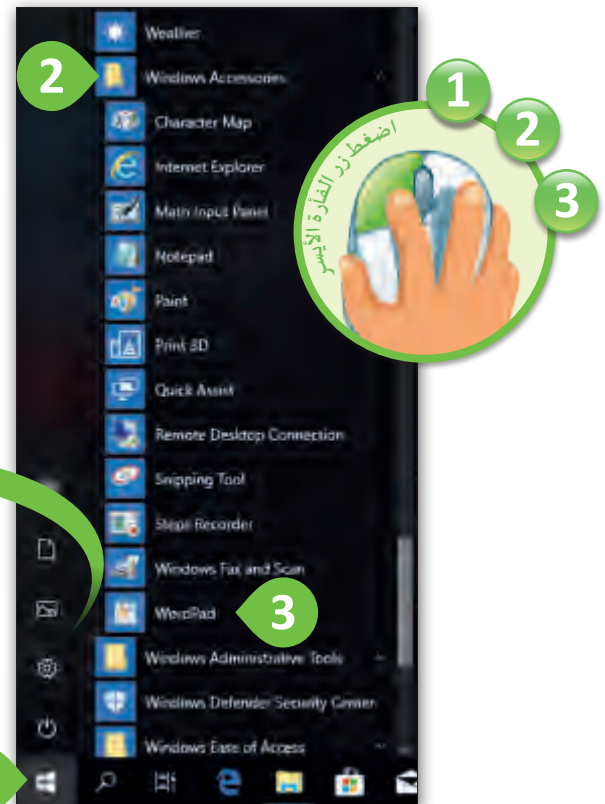 Weather
2
Windows Accessories
Character Map
Internet Explorer
Math Input Panel
Notepad
Paint
Print 3D
Quick Assist
Remote Desktop Connection
Snipping Tool
Steps Recorder
Windows Fax and Scan
WordPad
3
Windows Administrative Tools
Windows Defender Security Center
Windows Ease of Access
1
2
3
اضغط زر الفأرة الأيسر